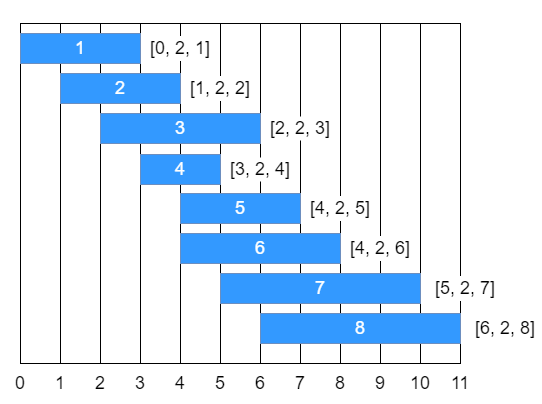 1 [0, 2, 1]
2 [1, 2, 2]
3 [2, 2, 3]
4 [3, 2, 4]
5 [4, 2, 5]
6 [4, 2, 6]
7 [5, 2, 7]
8 [6, 2, 8]
0 1 2 3 4 5 6 7 8 9 10 11